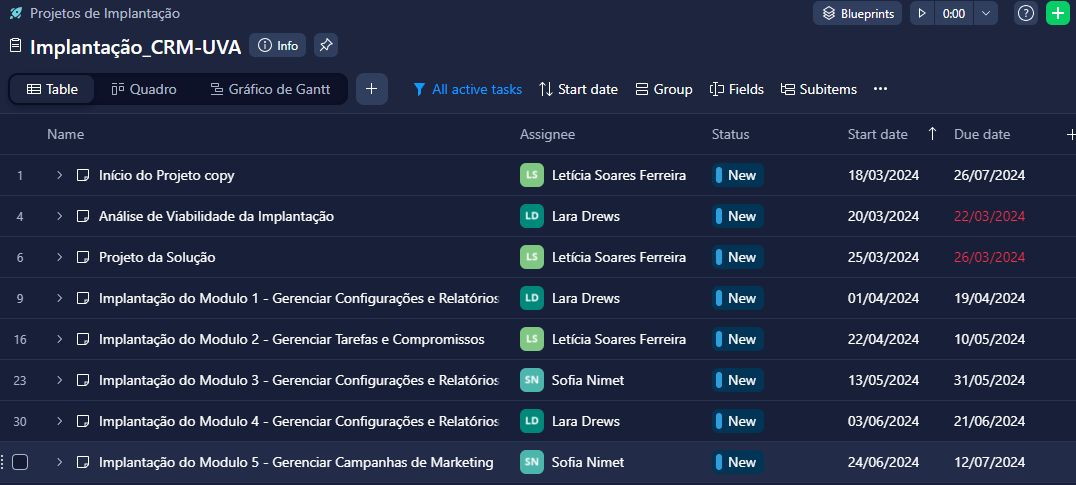 Projetos de Implantação
Blueprints
0:00
Implantação_CRM-UVA
Info
Table Quadro Gráfico de Gantt
All active tasks Start date Group Fields Subitems
Name Assignee Status Start date Due date
1 Início do Projeto copy LS Letícia Soares Ferreira New 18/03/2024 26/07/2024
4 Análise de Viabilidade da Implantação LD Lara Drews New 20/03/2024 22/03/2024
6 Projeto da Solução LS Letícia Soares Ferreira New 25/03/2024 26/03/2024
9 Implantação do Modulo 1 - Gerenciar Configurações e Relatórios LD Lara Drews New 01/04/2024 19/04/2024
16 Implantação do Modulo 2 - Gerenciar Tarefas e Compromissos LS Letícia Soares Ferreira New 22/04/2024 10/05/2024
23 Implantação do Modulo 3 - Gerenciar Configurações e Relatórios SN Sofia Nimet New 13/05/2024 31/05/2024
30 Implantação do Modulo 4 - Gerenciar Configurações e Relatórios LD Lara Drews New 03/06/2024 21/06/2024
Implantação do Modulo 5 - Gerenciar Campanhas de Marketing SN Sofia Nimet New 24/06/2024 12/07/2024